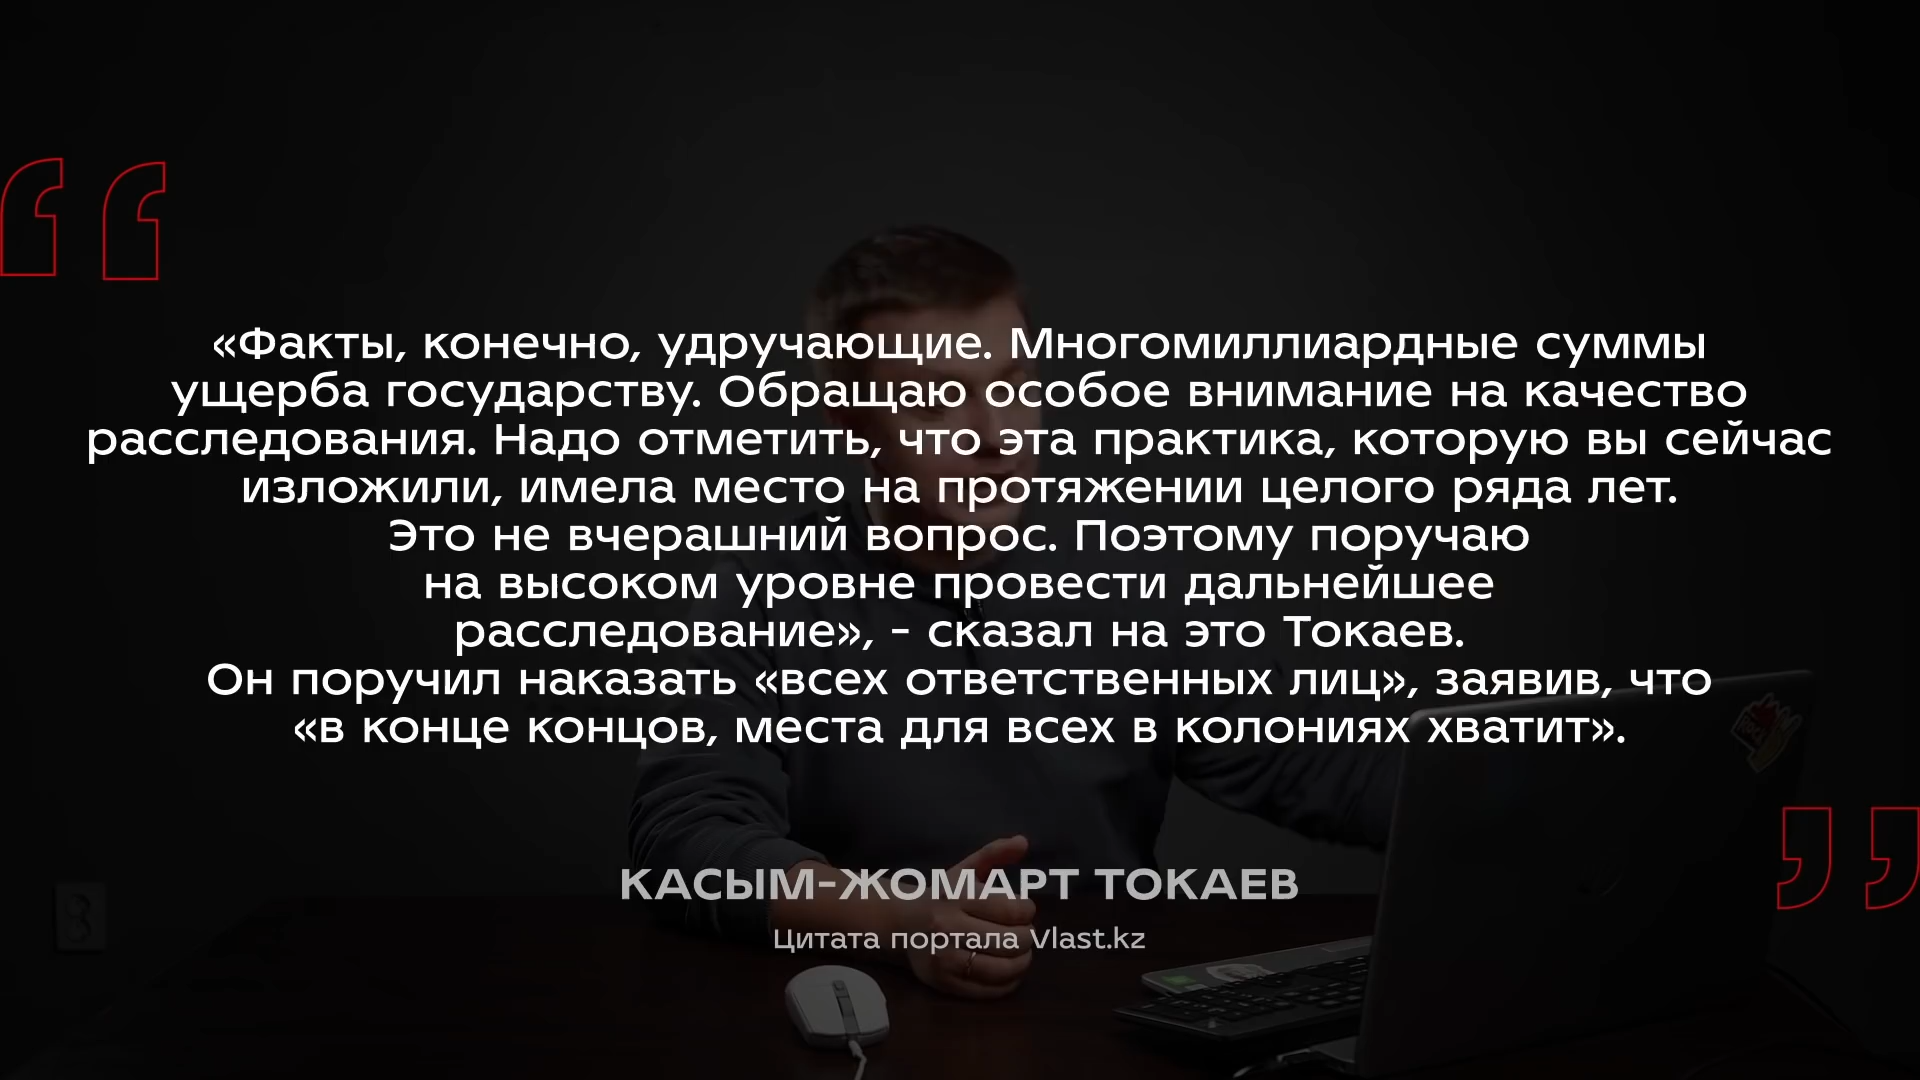 «Факты, конечно, удручающие. Многомиллиардные суммы
ущерба государству. Обращаю особое внимание на качество
расследования. Надо отметить, что эта практика, которую вы сейчас
изложили, имела место на протяжении целого ряда лет.
Это не вчерашний вопрос. Поэтому поручаю
на высоком уровне провести дальнейшее
расследование», - сказал на это Токаев.
Он поручил наказать «всех ответственных лиц», заявив, что
«в конце концов, места для всех в колониях хватит».
КАСЫМ-ЖОМАРТ ТОКАЕВ
Цитата портала Vlast.kz